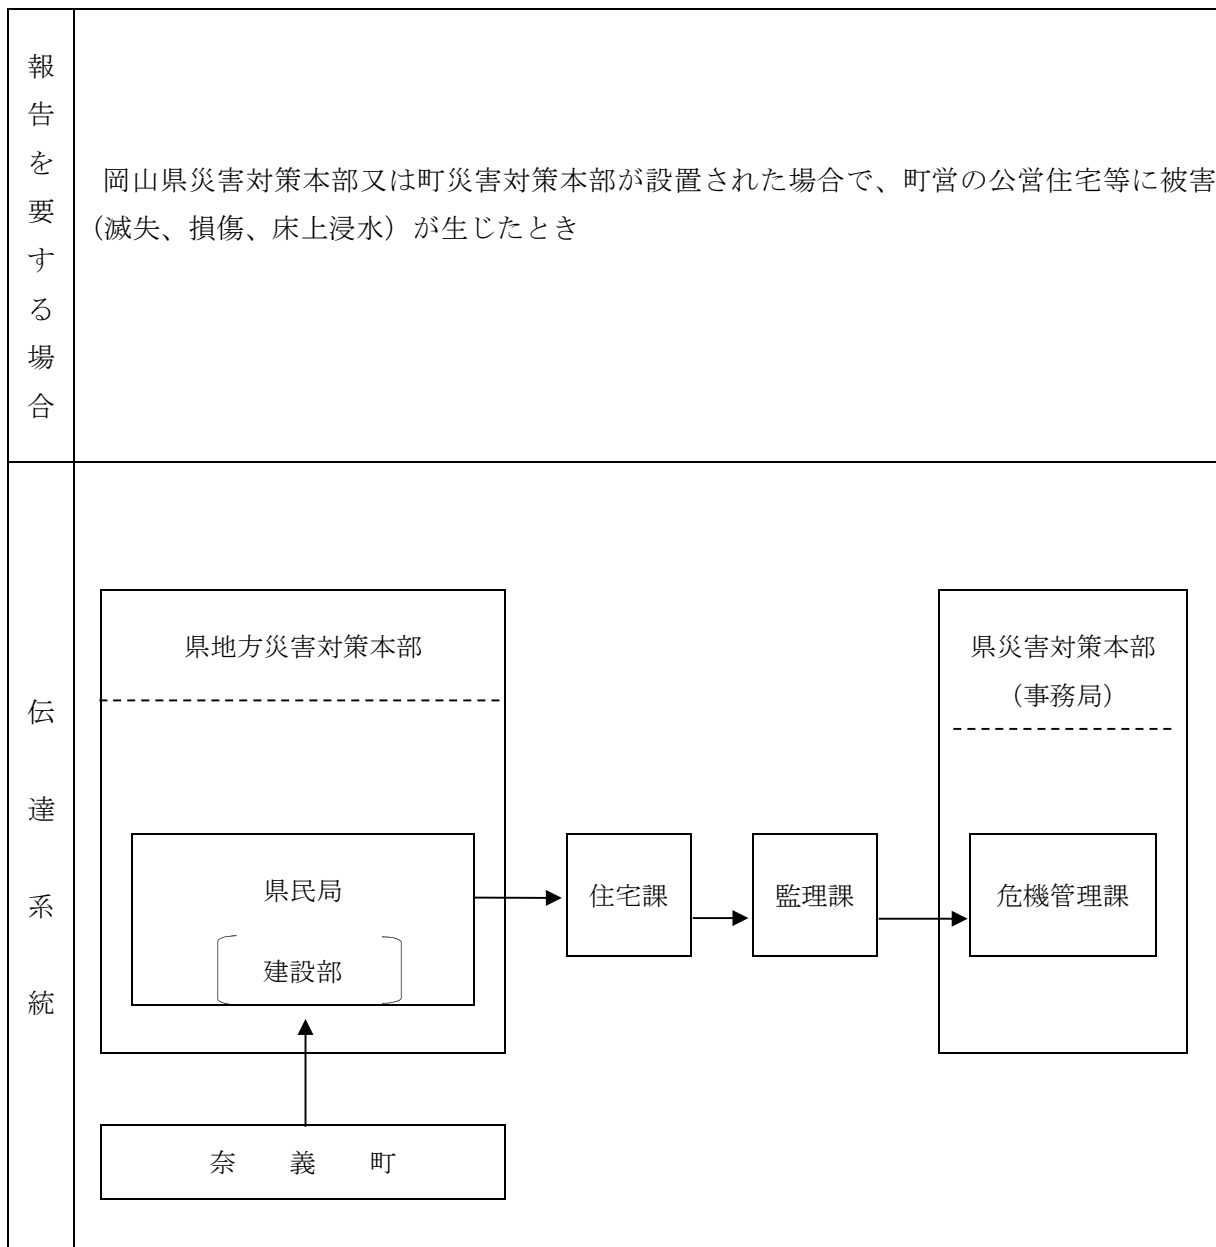 報告を要する場合
岡山県災害対策本部又は町災害対策本部が設置された場合で、町営の公営住宅等に被害
(滅失、損傷、床上浸水）が生じたとき
伝達系統
県地方災害対策本部
県災害対策本部
（事務局）
県民局
建設部
住宅課
監理課
危機管理課
奈　義　町